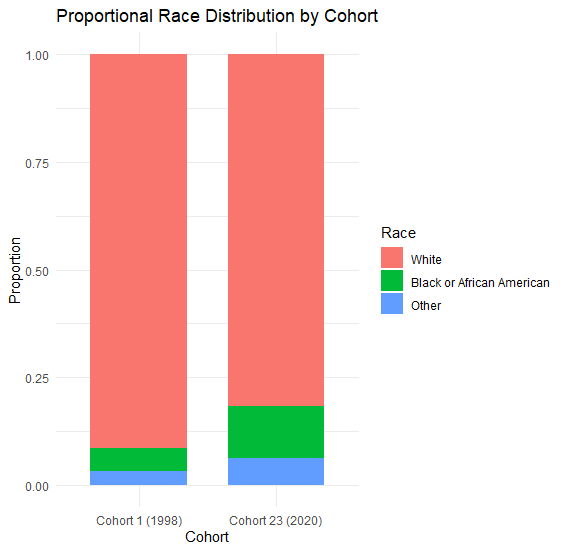 Proportional Race Distribution by Cohort
1.00
0.75
0.50
0.25
0.00
Proportion
Cohort 1 (1998)
Cohort 23 (2020)
Cohort
Race
White
Black or African American
Other